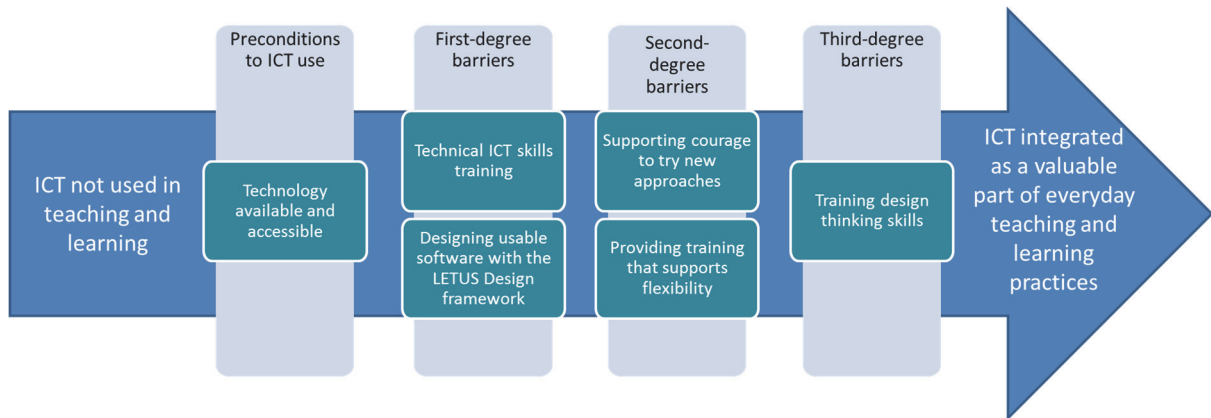 ICT not used in
teaching and
learning
Preconditions
to ICT use
Technology
available and
accessible
First-degree
barriers
Technical ICT skills
training
Designing usable
software with the
LETUS Design
framework
Second-
degree
barriers
Supporting courage
to try new
approaches
Providing training
that supports
flexibility
Third-degree
barriers
Training design
thinking skills
ICT integrated
as a valuable
part of everyday
teaching and
learning
practices